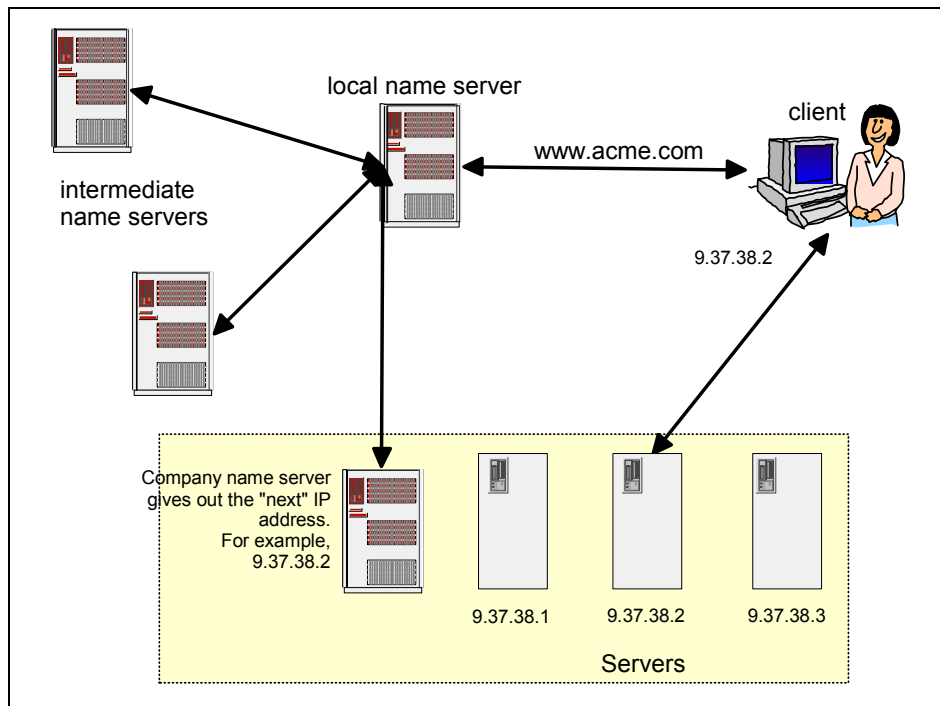 local name server
client
www.acme.com
intermediate
name servers
9.37.38.2
Company name server
gives out the "next" IP
address.
For example,
9.37.38.2
9.37.38.1
9.37.38.2
9.37.38.3
Servers